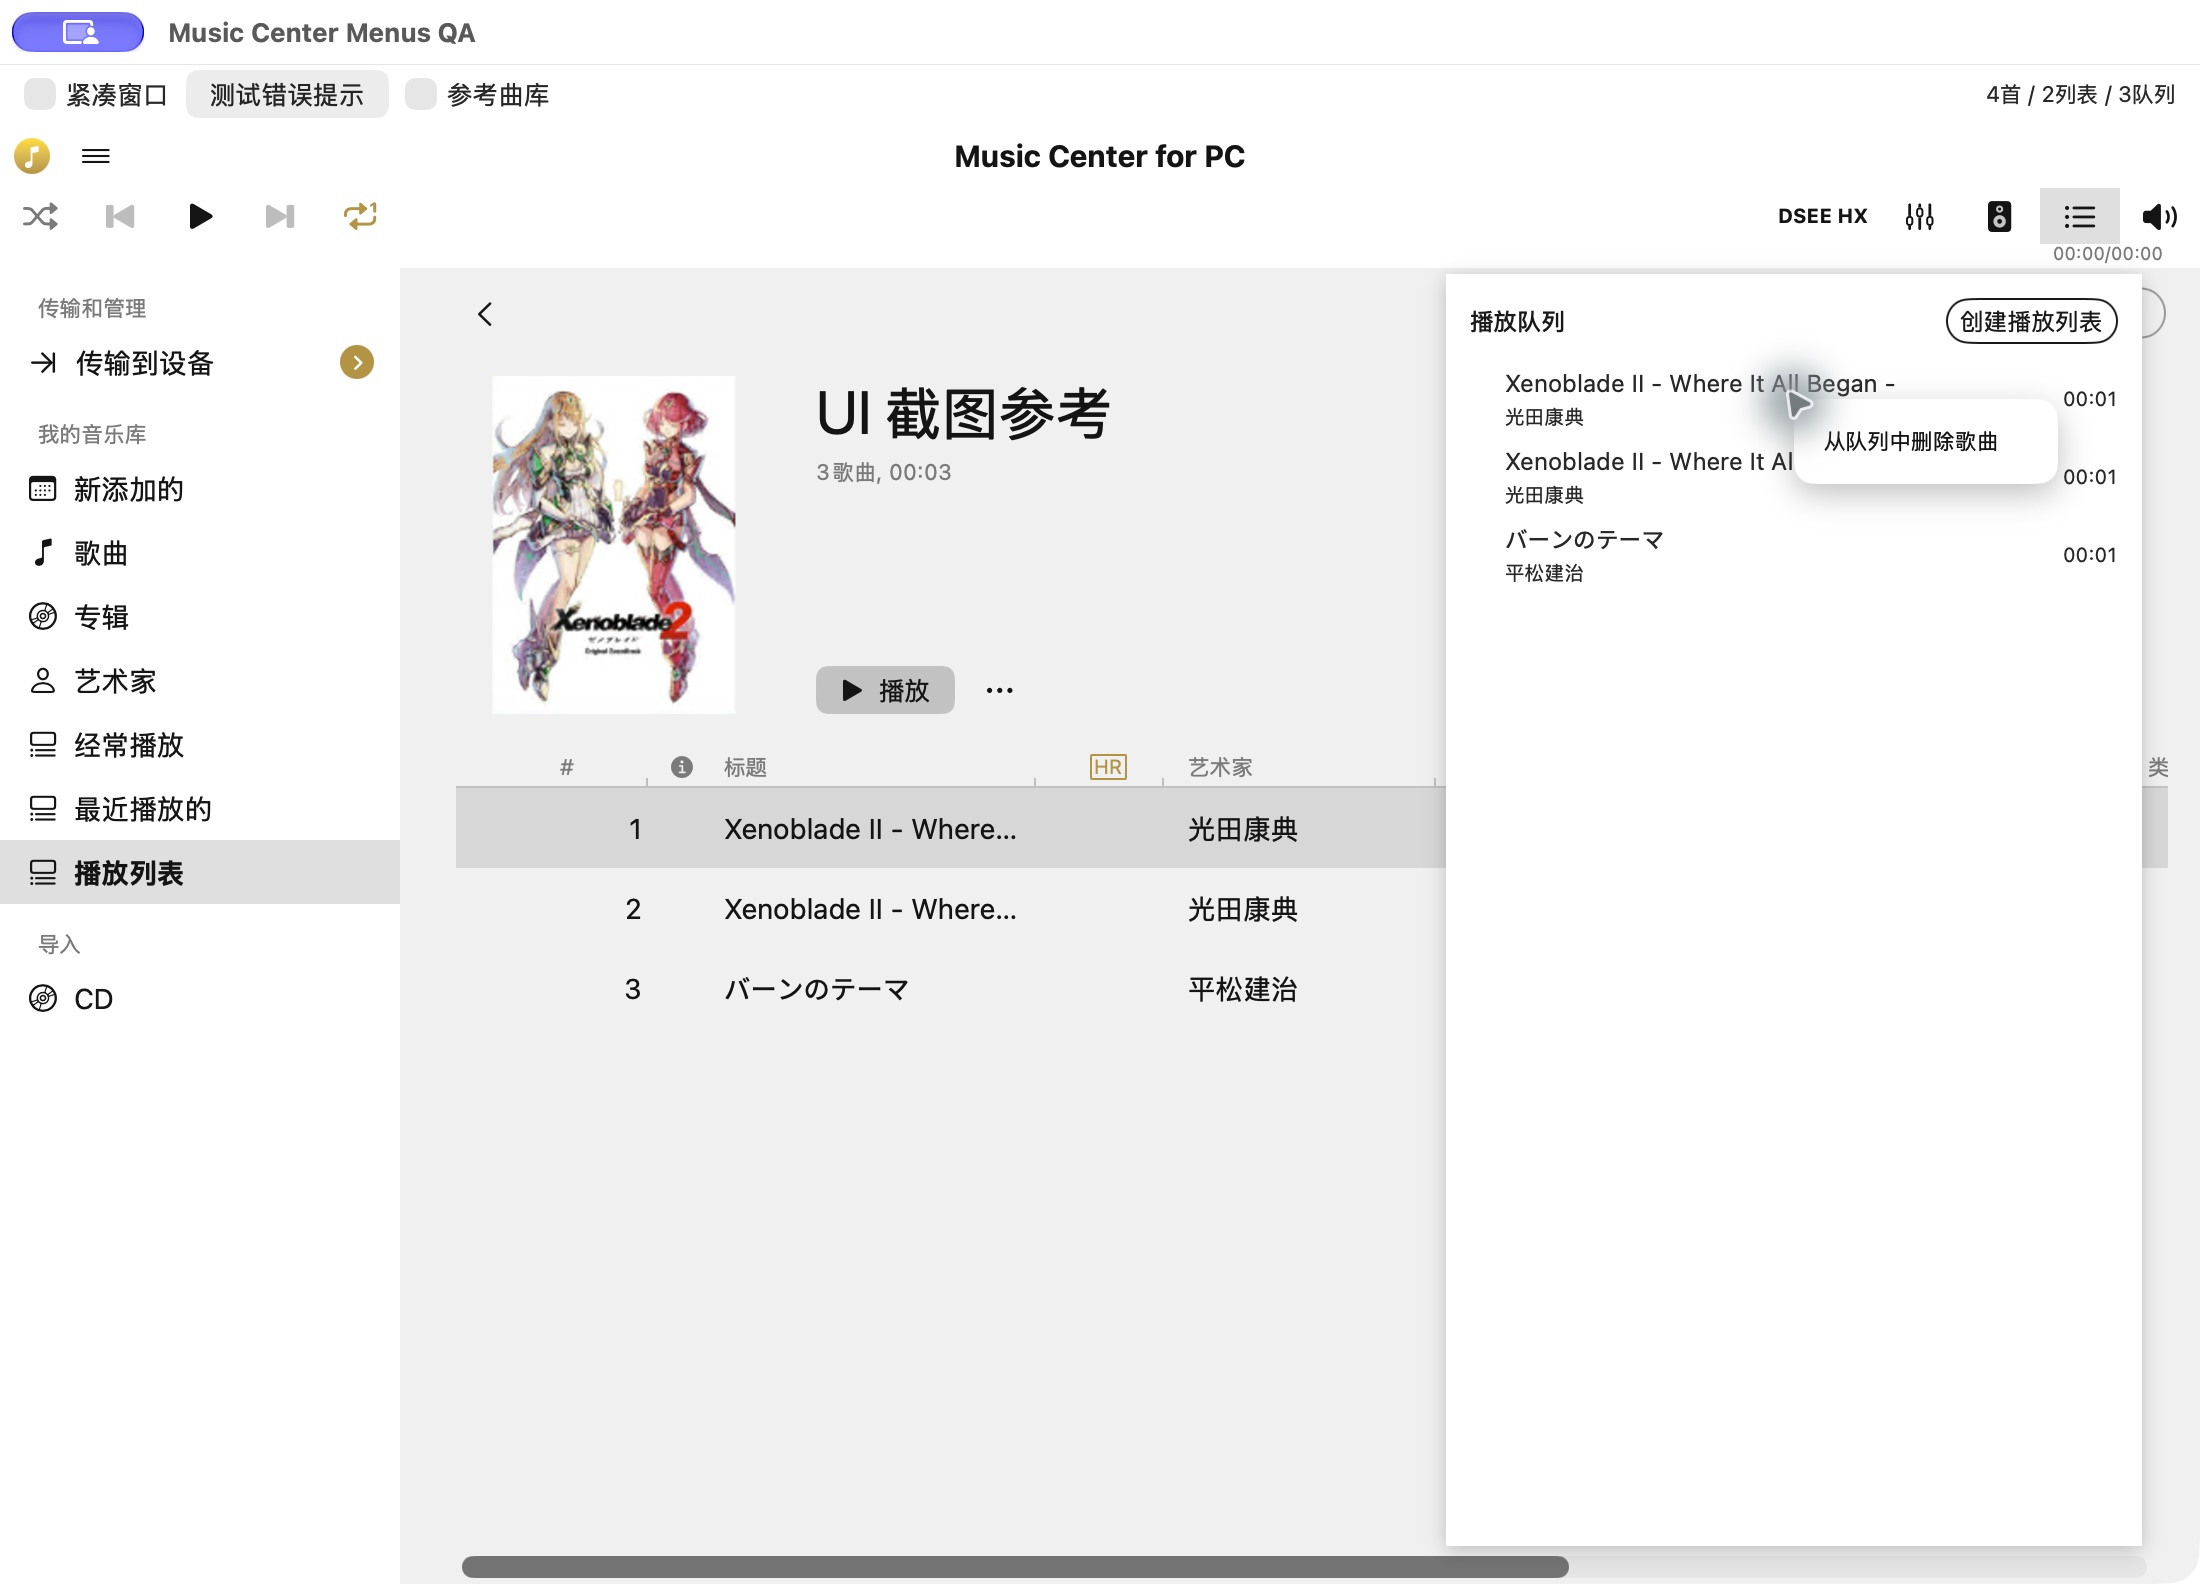 Music Center Menus QA
紧凑窗口 测试错误提示 参考曲库 4首 / 2列表 / 3队列
Music Center for PC
DSEE HX
00:00/00:00
传输和管理
传输到设备
我的音乐库
新添加的
歌曲
专辑
艺术家
经常播放
最近播放的
播放列表
导入
CD
UI 截图参考
3歌曲, 00:03
Xenoblade2
Original Soundtrack
播放
# 标题 HR 艺术家 类
1 Xenoblade II - Where... 光田康典
2 Xenoblade II - Where... 光田康典
3 バーンのテーマ 平松建治
播放队列 创建播放列表
Xenoblade II - Where It All Began - 00:01
光田康典
从队列中删除歌曲
Xenoblade II - Where It Al 00:01
光田康典
バーンのテーマ 00:01
平松建治